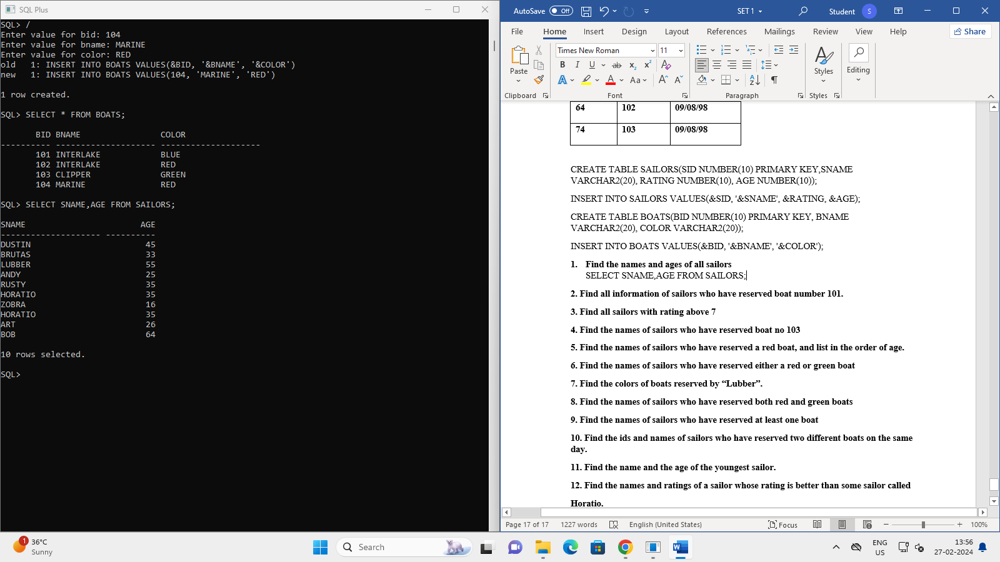 SQL Plus
SQL> /
Enter value for bid: 104
Enter value for bname: MARINE
Enter value for color: RED
old   1: INSERT INTO BOATS VALUES(&BID, '&BNAME', '&COLOR')
new   1: INSERT INTO BOATS VALUES(104, 'MARINE', 'RED')
1 row created.
SQL> SELECT * FROM BOATS;
BID BNAME                COLOR
---------- -------------------- --------------------
101 INTERLAKE            BLUE
102 INTERLAKE            RED
103 CLIPPER              GREEN
104 MARINE               RED
SQL> SELECT SNAME,AGE FROM SAILORS;
SNAME                       AGE
-------------------- ----------
DUSTIN                       45
BRUTAS                       33
LUBBER                       55
ANDY                         25
RUSTY                        35
HORATIO                      35
ZOBRA                        16
HORATIO                      35
ART                          26
BOB                          64
10 rows selected.
SQL>
AutoSave Off SET 1 Student S
File Home Insert Design Layout References Mailings Review View Help Share
Times New Roman 11
Paste Styles Editing
Clipboard Font Paragraph Styles
64 102 09/08/98
74 103 09/08/98
CREATE TABLE SAILORS(SID NUMBER(10) PRIMARY KEY,SNAME
VARCHAR2(20), RATING NUMBER(10), AGE NUMBER(10));
INSERT INTO SAILORS VALUES(&SID, '&SNAME', &RATING, &AGE);
CREATE TABLE BOATS(BID NUMBER(10) PRIMARY KEY, BNAME
VARCHAR2(20), COLOR VARCHAR2(20));
INSERT INTO BOATS VALUES(&BID, '&BNAME', '&COLOR');
1. Find the names and ages of all sailors
SELECT SNAME,AGE FROM SAILORS;
2. Find all information of sailors who have reserved boat number 101.
3. Find all sailors with rating above 7
4. Find the names of sailors who have reserved boat no 103
5. Find the names of sailors who have reserved a red boat, and list in the order of age.
6. Find the names of sailors who have reserved either a red or green boat
7. Find the colors of boats reserved by “Lubber”.
8. Find the names of sailors who have reserved both red and green boats
9. Find the names of sailors who have reserved at least one boat
10. Find the ids and names of sailors who have reserved two different boats on the same
day.
11. Find the name and the age of the youngest sailor.
12. Find the names and ratings of a sailor whose rating is better than some sailor called
Horatio.
Page 17 of 17 1227 words English (United States) Focus 100%
1
36°C
Sunny
Search
ENG
US
13:56
27-02-2024